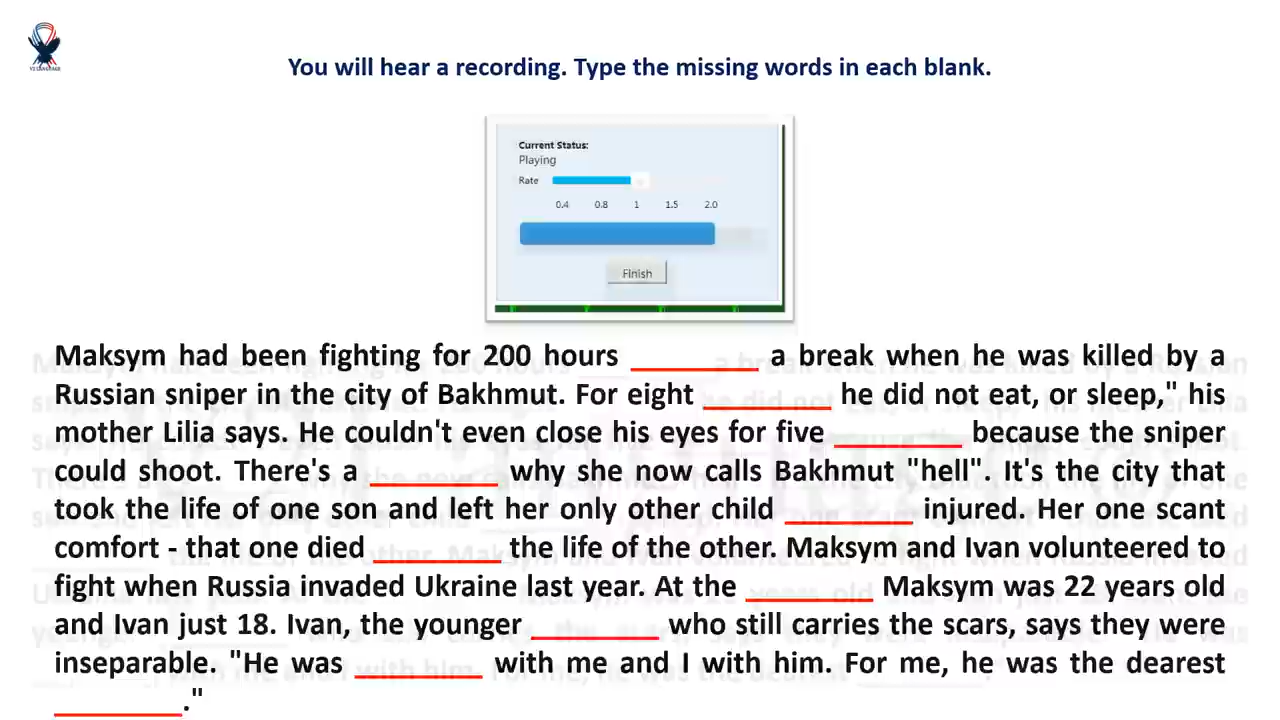 V2 LANGUAGE
You will hear a recording. Type the missing words in each blank.
Current Status:
Playing
Rate
0.4 0.8 1 1.5 2.0
Finish
Maksym had been fighting for 200 hours ________ a break when he was killed by a
Russian sniper in the city of Bakhmut. For eight ________ he did not eat, or sleep," his
mother Lilia says. He couldn't even close his eyes for five ________ because the sniper
could shoot. There's a ________ why she now calls Bakhmut "hell". It's the city that
took the life of one son and left her only other child ________ injured. Her one scant
comfort - that one died ________ the life of the other. Maksym and Ivan volunteered to
fight when Russia invaded Ukraine last year. At the ________ Maksym was 22 years old
and Ivan just 18. Ivan, the younger ________ who still carries the scars, says they were
inseparable. "He was ________ with me and I with him. For me, he was the dearest
________."